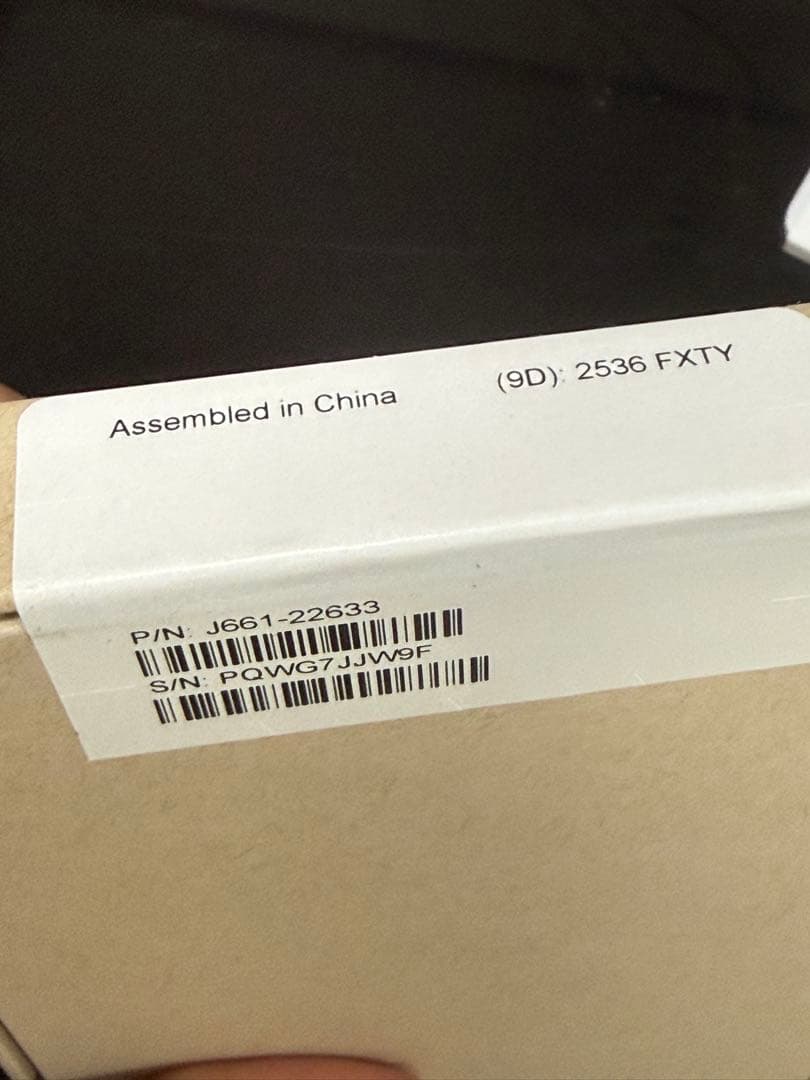 Assembled in China
(9D): 2536 FXTY
P/N: J661-22633
S/N: PQWG7JJW9F